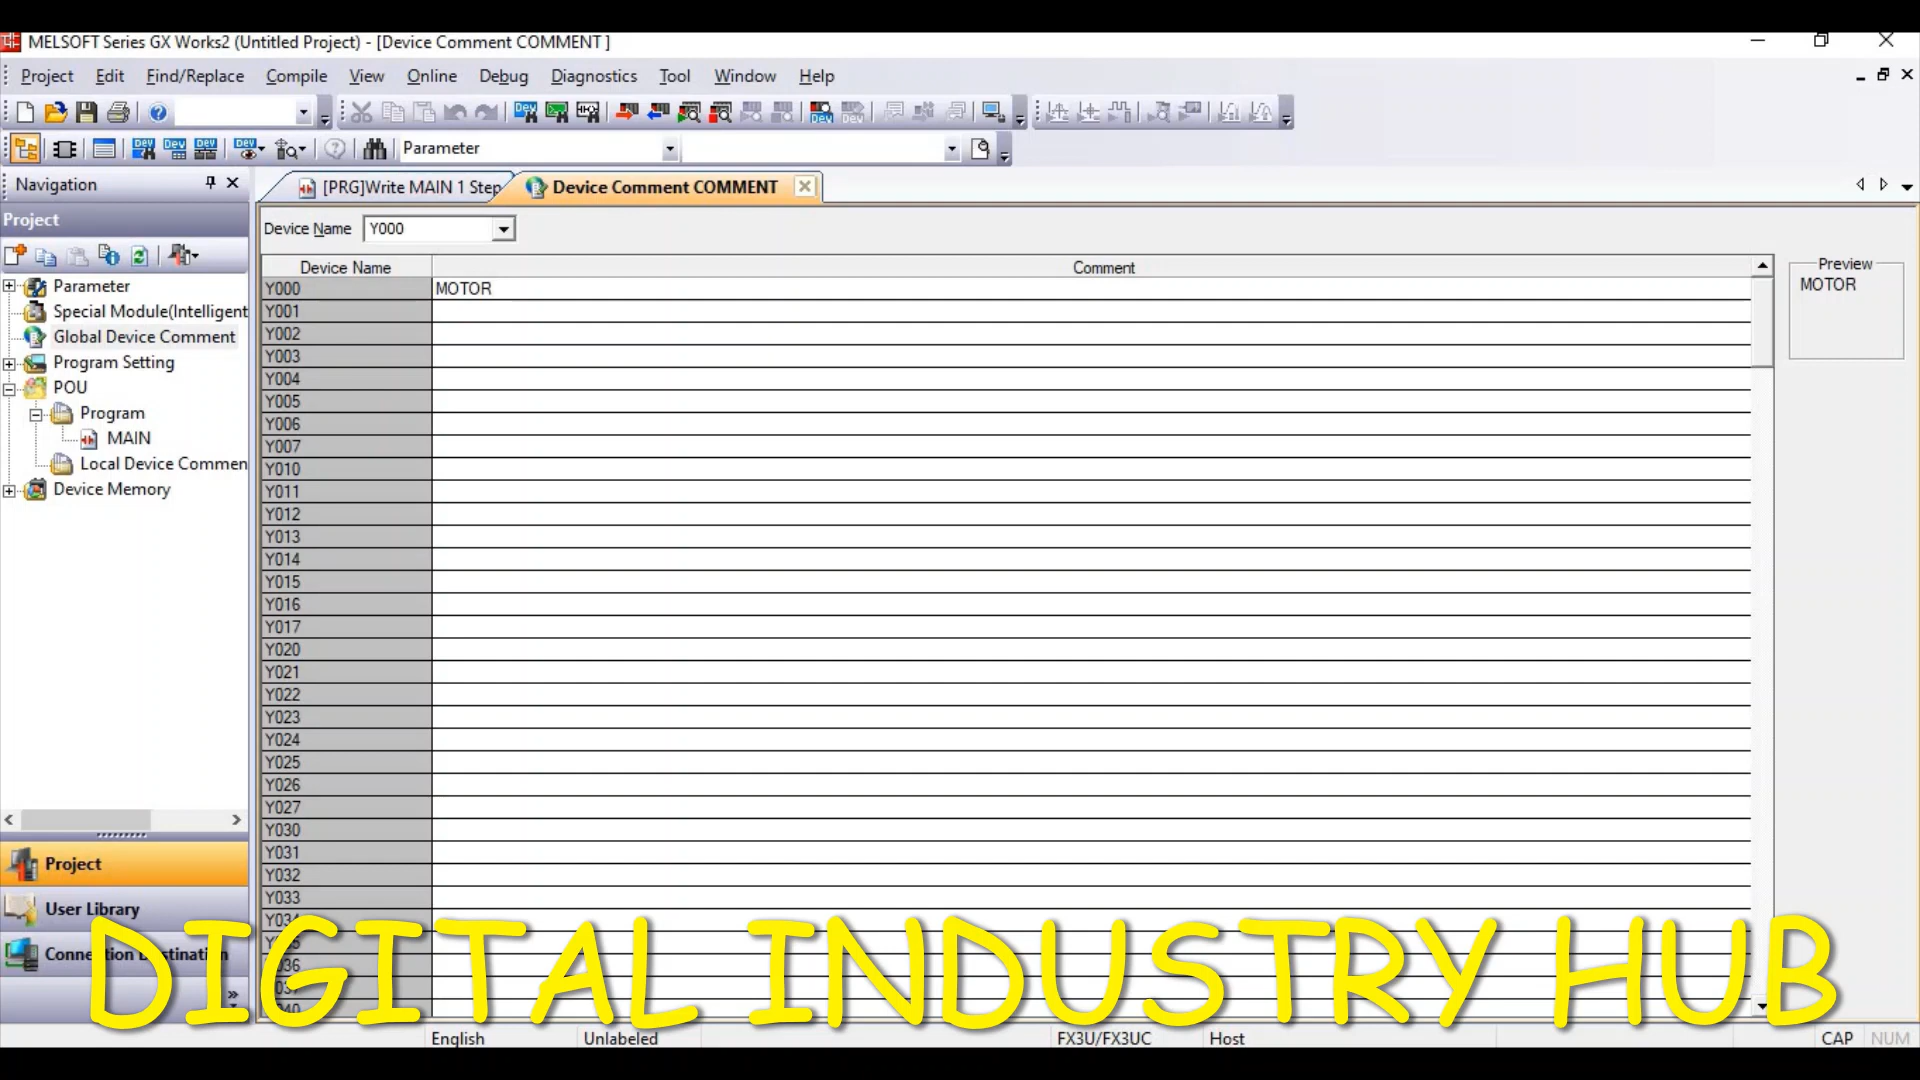 MELSOFT Series GX Works2 (Untitled Project) - [Device Comment COMMENT ]
Project Edit Find/Replace Compile View Online Debug Diagnostics Tool Window Help
Parameter
Navigation
[PRG]Write MAIN 1 Step
Device Comment COMMENT
Project
Device Name Y000
Device Name Comment
Preview
MOTOR
Parameter
Special Module(Intelligent
Global Device Comment
Program Setting
POU
Program
MAIN
Local Device Commen
Device Memory
Y000 MOTOR
Y001
Y002
Y003
Y004
Y005
Y006
Y007
Y010
Y011
Y012
Y013
Y014
Y015
Y016
Y017
Y020
Y021
Y022
Y023
Y024
Y025
Y026
Y027
Y030
Y031
Y032
Y033
Y034
Project
User Library
Connection Destination
DIGITAL INDUSTRY HUB
English Unlabeled FX3U/FX3UC Host CAP NUM